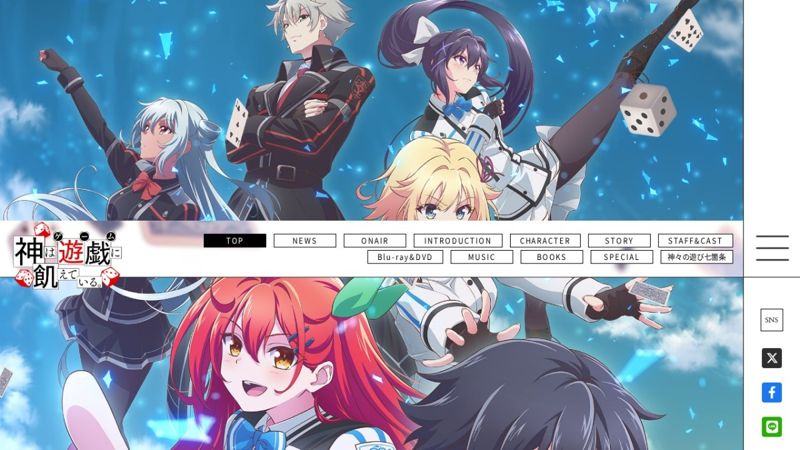 ゲーム
神は遊戯に
飢えている。
TOP NEWS ONAIR INTRODUCTION CHARACTER STORY STAFF&CAST
Blu-ray&DVD MUSIC BOOKS SPECIAL 神々の遊び七箇条
SNS